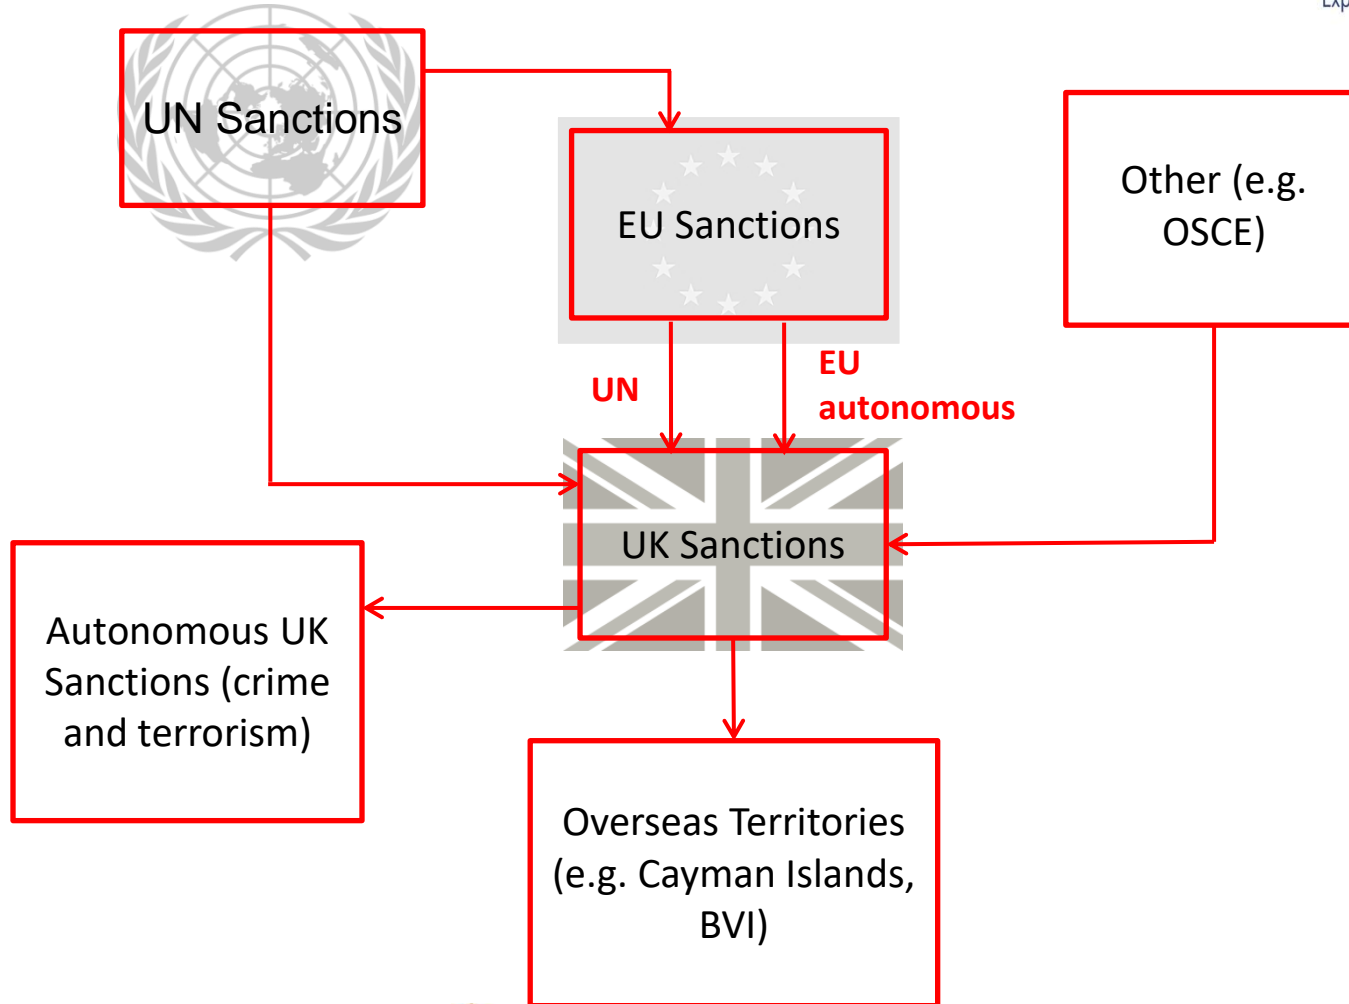 Exp
UN Sanctions
EU Sanctions
Other (e.g.
OSCE)
UN
EU
autonomous
UK Sanctions
Autonomous UK
Sanctions (crime
and terrorism)
Overseas Territories
(e.g. Cayman Islands,
BVI)